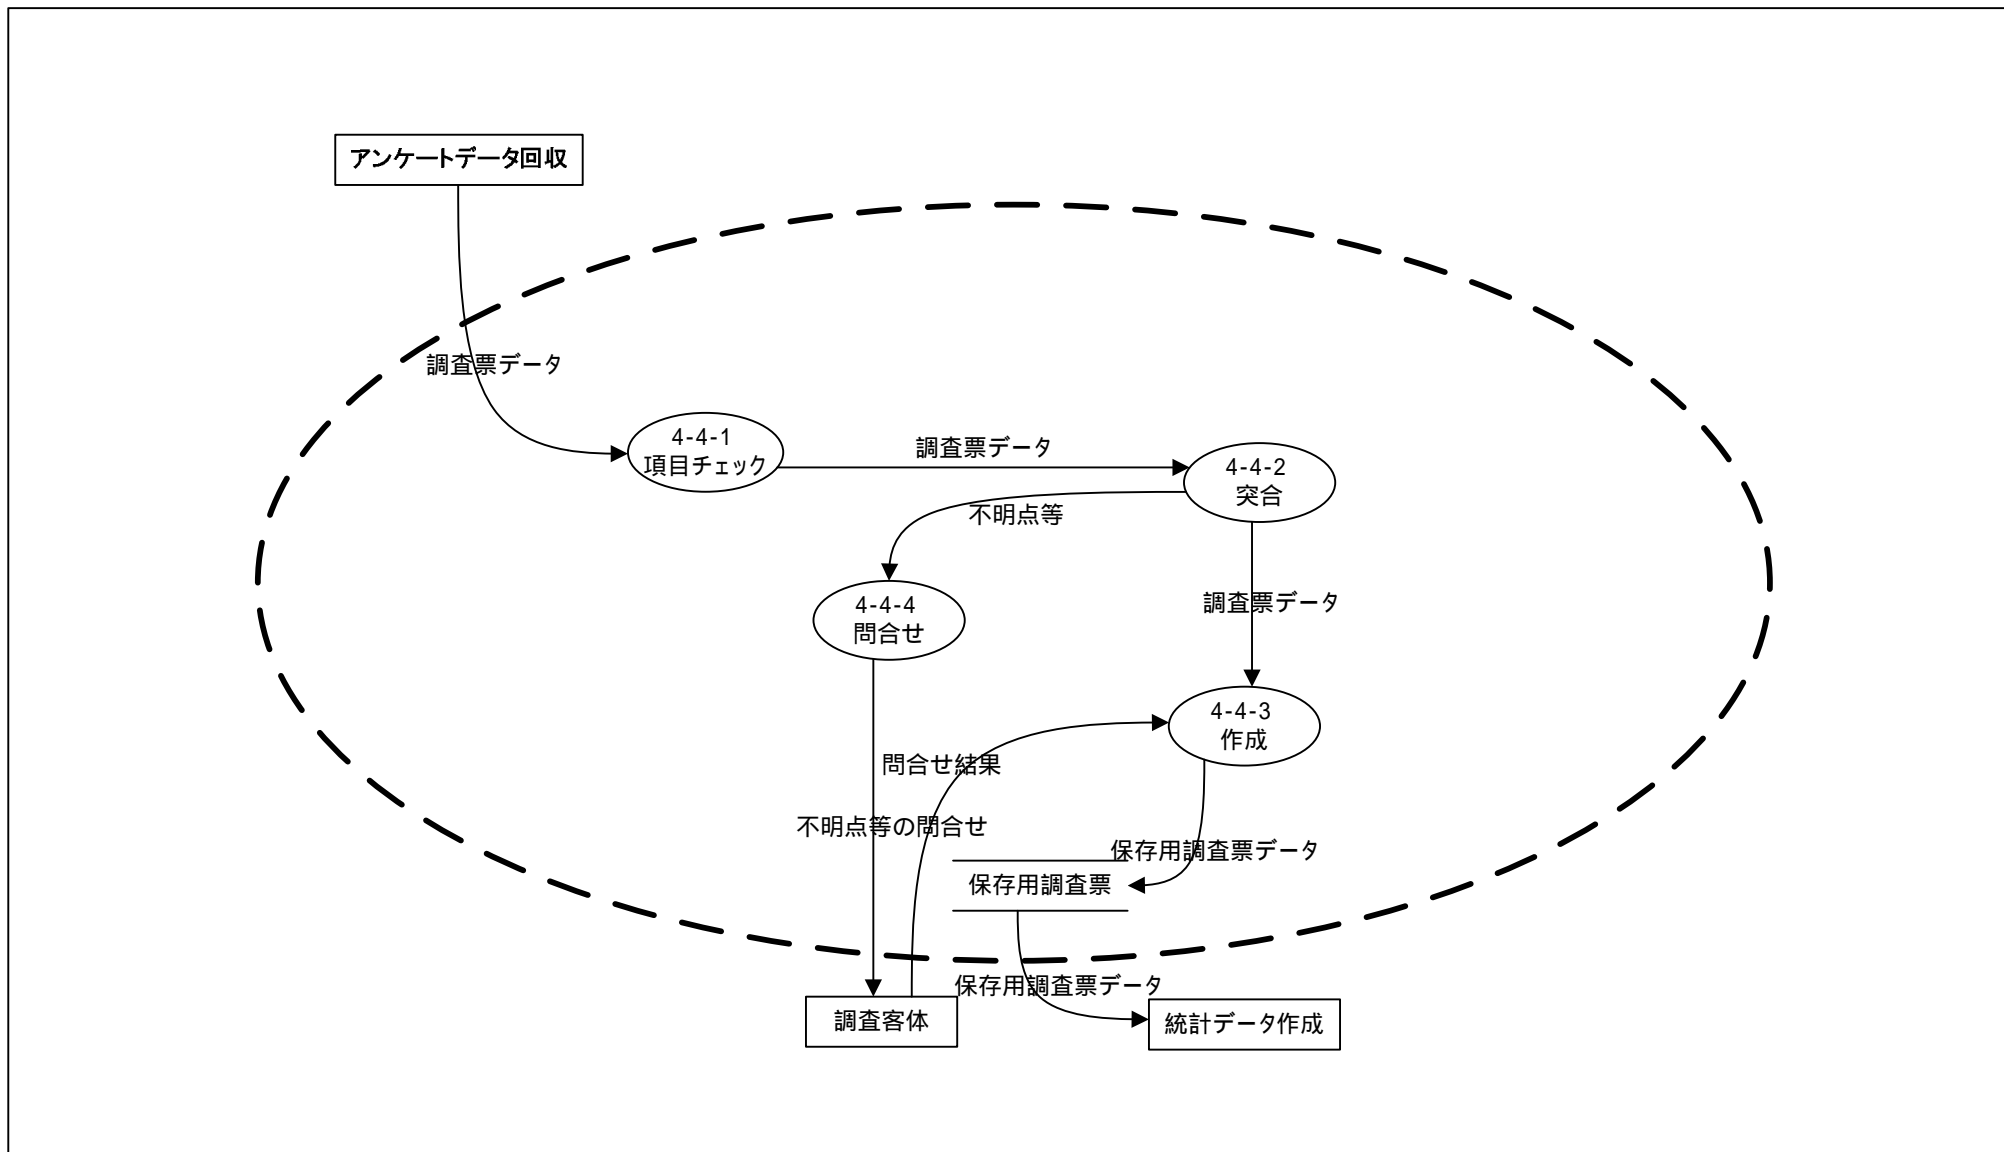 アンケートデータ回収
調査票データ
4-4-1
項目チェック
調査票データ
4-4-2
突合
不明点等
4-4-4
問合せ
調査票データ
4-4-3
作成
問合せ結果
不明点等の問合せ
保存用調査票データ
保存用調査票
保存用調査票データ
調査客体
統計データ作成